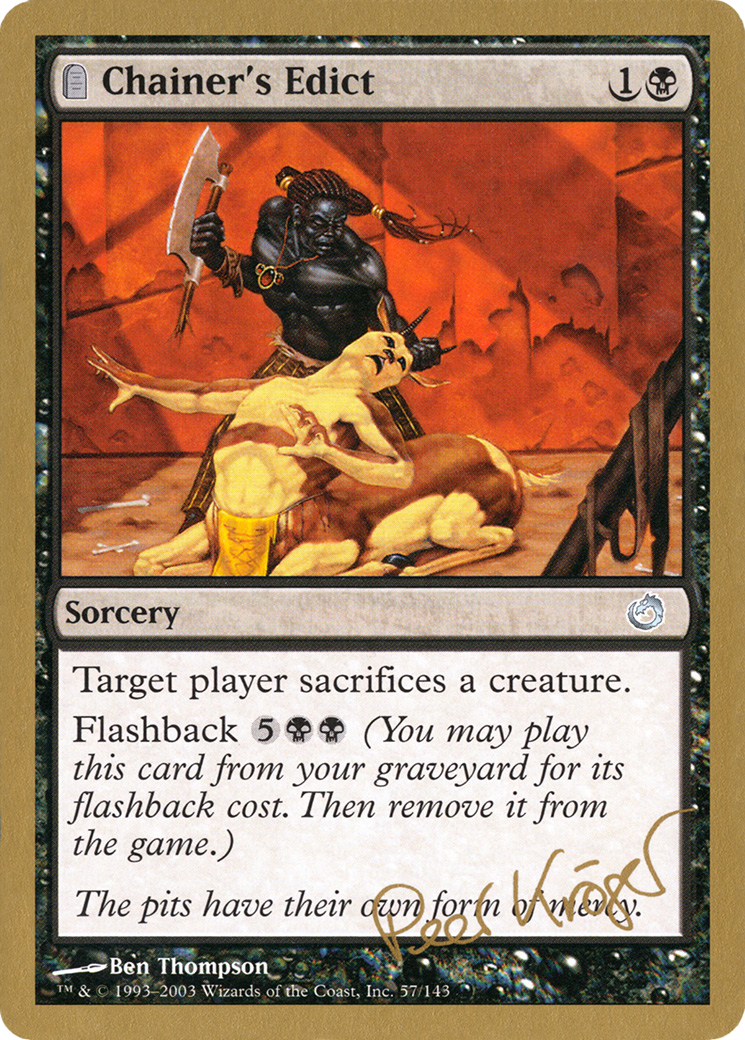 Chainer's Edict 1
Sorcery
Target player sacrifices a creature.
Flashback 5 (You may play
this card from your graveyard for its
flashback cost. Then remove it from
the game.)
The pits have their own form of mercy.
Peer Kröger
Ben Thompson
™ & © 1993–2003 Wizards of the Coast, Inc. 57/143